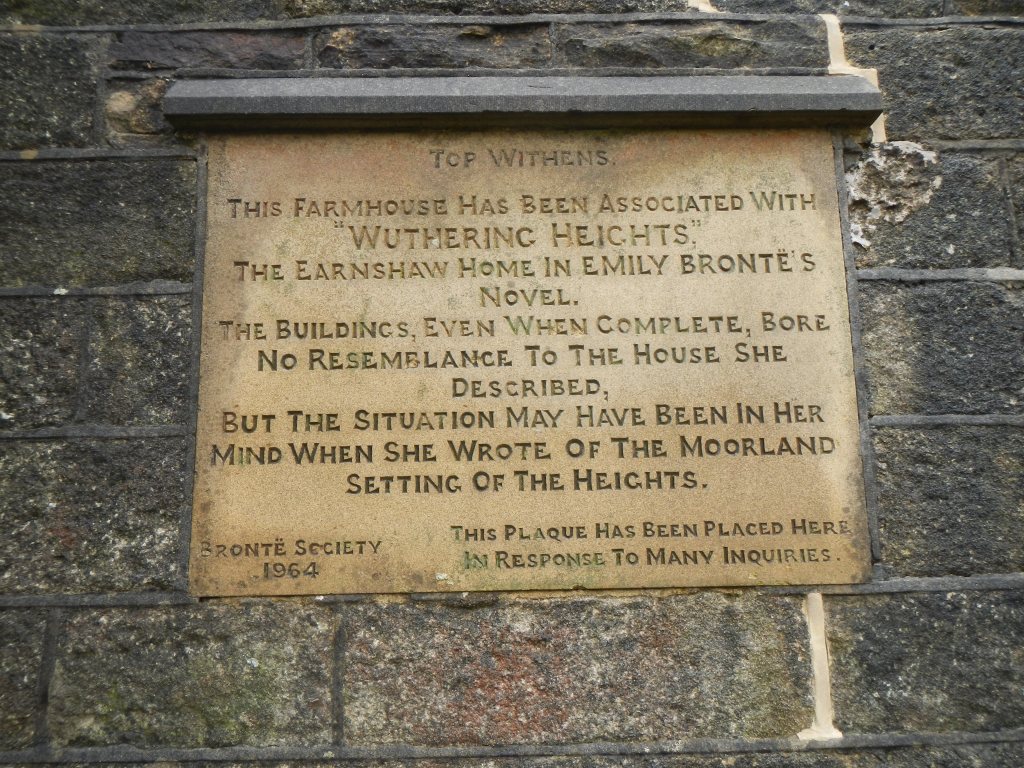 TOP WITHENS.
THIS FARMHOUSE HAS BEEN ASSOCIATED WITH
"WUTHERING HEIGHTS."
THE EARNSHAW HOME IN EMILY BRONTË'S
NOVEL.
THE BUILDINGS, EVEN WHEN COMPLETE, BORE
NO RESEMBLANCE TO THE HOUSE SHE
DESCRIBED,
BUT THE SITUATION MAY HAVE BEEN IN HER
MIND WHEN SHE WROTE OF THE MOORLAND
SETTING OF THE HEIGHTS.
BRONTË SOCIETY
1964
THIS PLAQUE HAS BEEN PLACED HERE
IN RESPONSE TO MANY INQUIRIES.